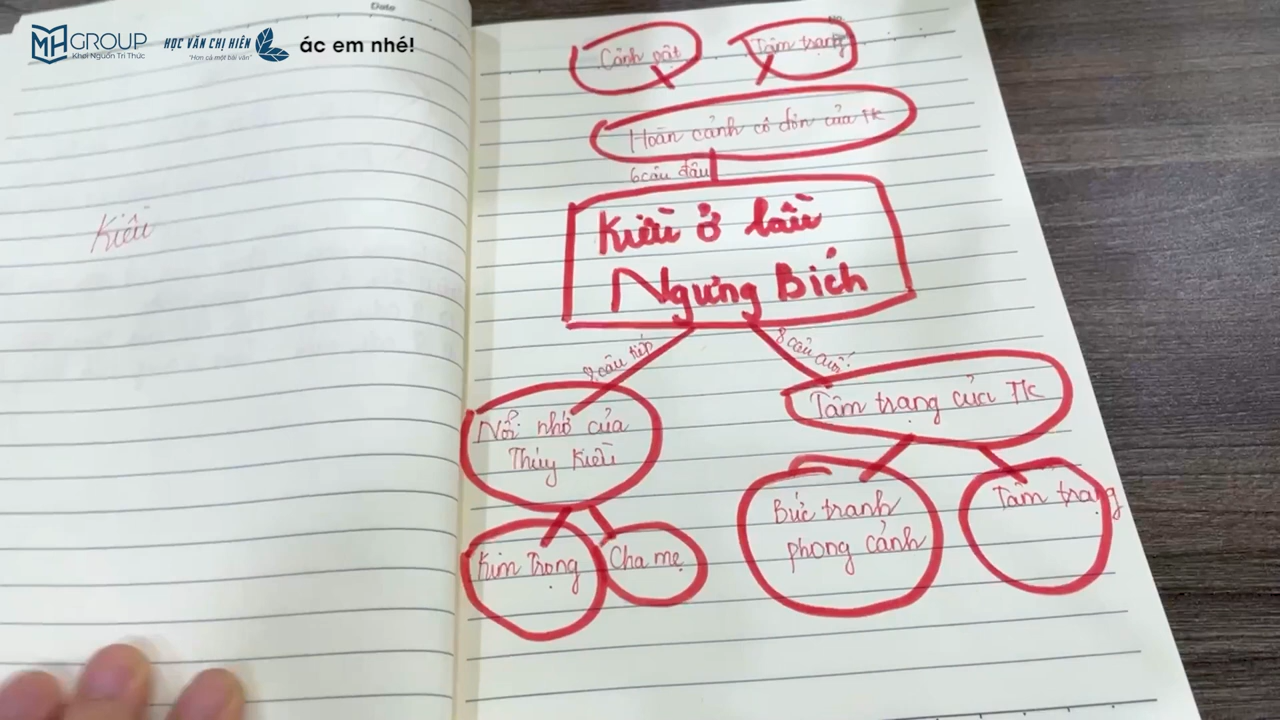 MH GROUP
Khơi Nguồn Tri Thức
HỌC VĂN CHỊ HIÊN
"Hơn cả một bài văn"
ác em nhé!
Date
No.
Cảnh vật
Tâm trạng
Hoàn cảnh cô đơn của TK
6 câu đầu
Kiều
Kiều ở lầu
Ngưng Bích
8 câu tiếp
8 câu cuối
Nỗi nhớ của
Thúy Kiều
Tâm trạng của TK
Kim Trọng
Cha mẹ
Bức tranh
phong cảnh
Tâm trạng